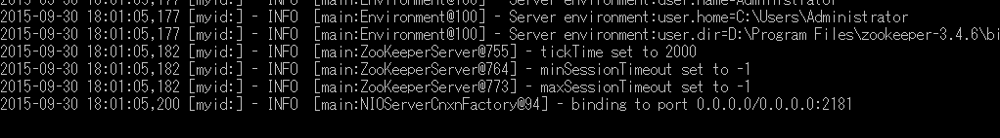 2015-09-30 18:01:05,177 [myid:] - INFO  [main:Environment@100] - Server environment:user.name=Administrator
2015-09-30 18:01:05,177 [myid:] - INFO  [main:Environment@100] - Server environment:user.home=C:\Users\Administrator
2015-09-30 18:01:05,177 [myid:] - INFO  [main:Environment@100] - Server environment:user.dir=D:\Program Files\zookeeper-3.4.6\bi
2015-09-30 18:01:05,182 [myid:] - INFO  [main:ZooKeeperServer@755] - tickTime set to 2000
2015-09-30 18:01:05,182 [myid:] - INFO  [main:ZooKeeperServer@764] - minSessionTimeout set to -1
2015-09-30 18:01:05,182 [myid:] - INFO  [main:ZooKeeperServer@773] - maxSessionTimeout set to -1
2015-09-30 18:01:05,200 [myid:] - INFO  [main:NIOServerCnxnFactory@94] - binding to port 0.0.0.0/0.0.0.0:2181